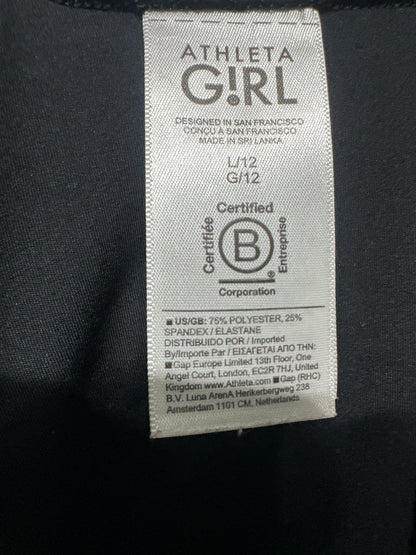 ATHLETA
G!RL
DESIGNED IN SAN FRANCISCO
CONÇU À SAN FRANCISCO
MADE IN SRI LANKA
L/12
G/12
Certified
Certifiée
B
Entreprise
Corporation
■ US/GB: 75% POLYESTER, 25%
SPANDEX / ELASTANE
DISTRIBUIDO POR / Imported
By/Importe Par / ΕΙΣΑΓΕΤΑΙ ΑΠΟ ΤΗΝ:
■Gap Europe Limited 13th Floor, One
Angel Court, London, EC2R 7HJ, United
Kingdom www.Athleta.com ■Gap (RHC)
B.V. Luna ArenA Herikerbergweg 238
Amsterdam 1101 CM, Netherlands